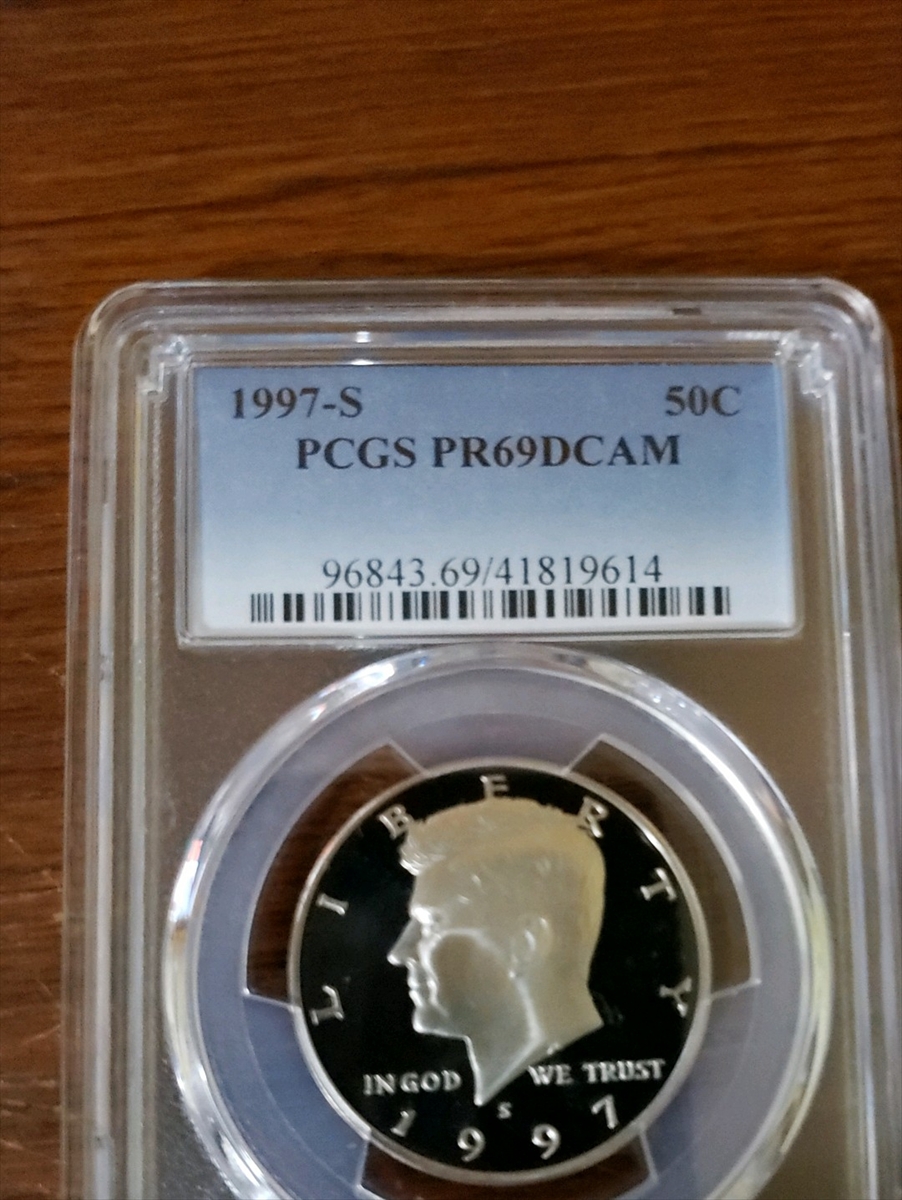 1997-S 50C
PCGS PR69DCAM
96843.69/41819614
LIBERTY
IN GOD WE TRUST
S
1997